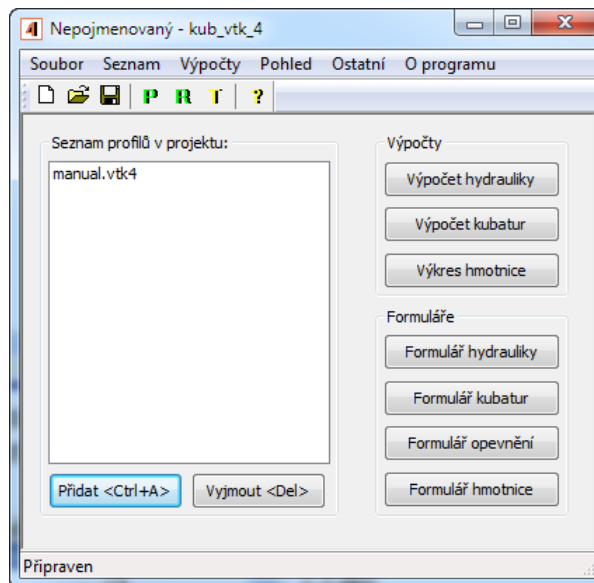 Nepojmenovaný - kub_vtk_4
Soubor Seznam Výpočty Pohled Ostatní O programu
P R T ?
Seznam profilů v projektu:
manual.vtk4
Přidat <Ctrl+A> Vyjmout <Del>
Výpočty
Výpočet hydrauliky
Výpočet kubatur
Výkres hmotnice
Formuláře
Formulář hydrauliky
Formulář kubatur
Formulář opevnění
Formulář hmotnice
Připraven